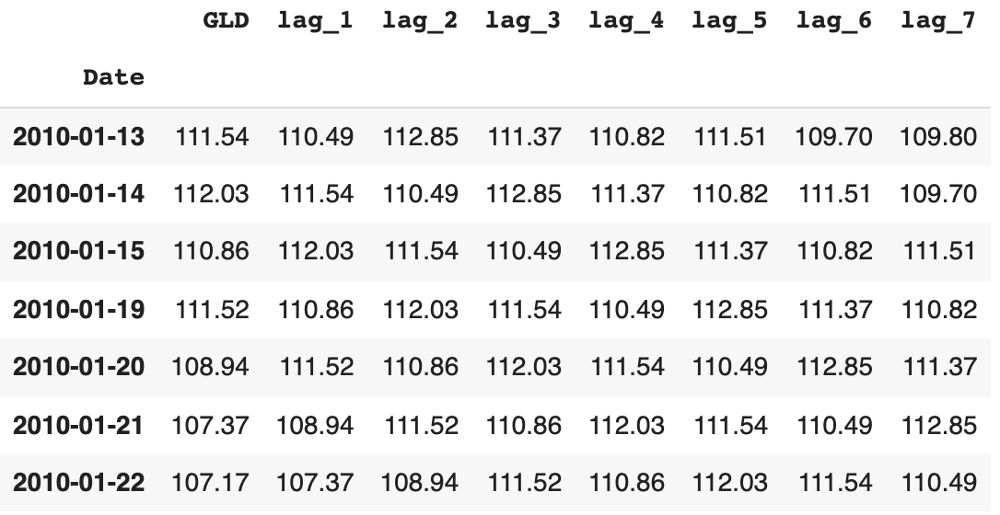 GLD lag_1 lag_2 lag_3 lag_4 lag_5 lag_6 lag_7
Date
2010-01-13 111.54 110.49 112.85 111.37 110.82 111.51 109.70 109.80
2010-01-14 112.03 111.54 110.49 112.85 111.37 110.82 111.51 109.70
2010-01-15 110.86 112.03 111.54 110.49 112.85 111.37 110.82 111.51
2010-01-19 111.52 110.86 112.03 111.54 110.49 112.85 111.37 110.82
2010-01-20 108.94 111.52 110.86 112.03 111.54 110.49 112.85 111.37
2010-01-21 107.37 108.94 111.52 110.86 112.03 111.54 110.49 112.85
2010-01-22 107.17 107.37 108.94 111.52 110.86 112.03 111.54 110.49